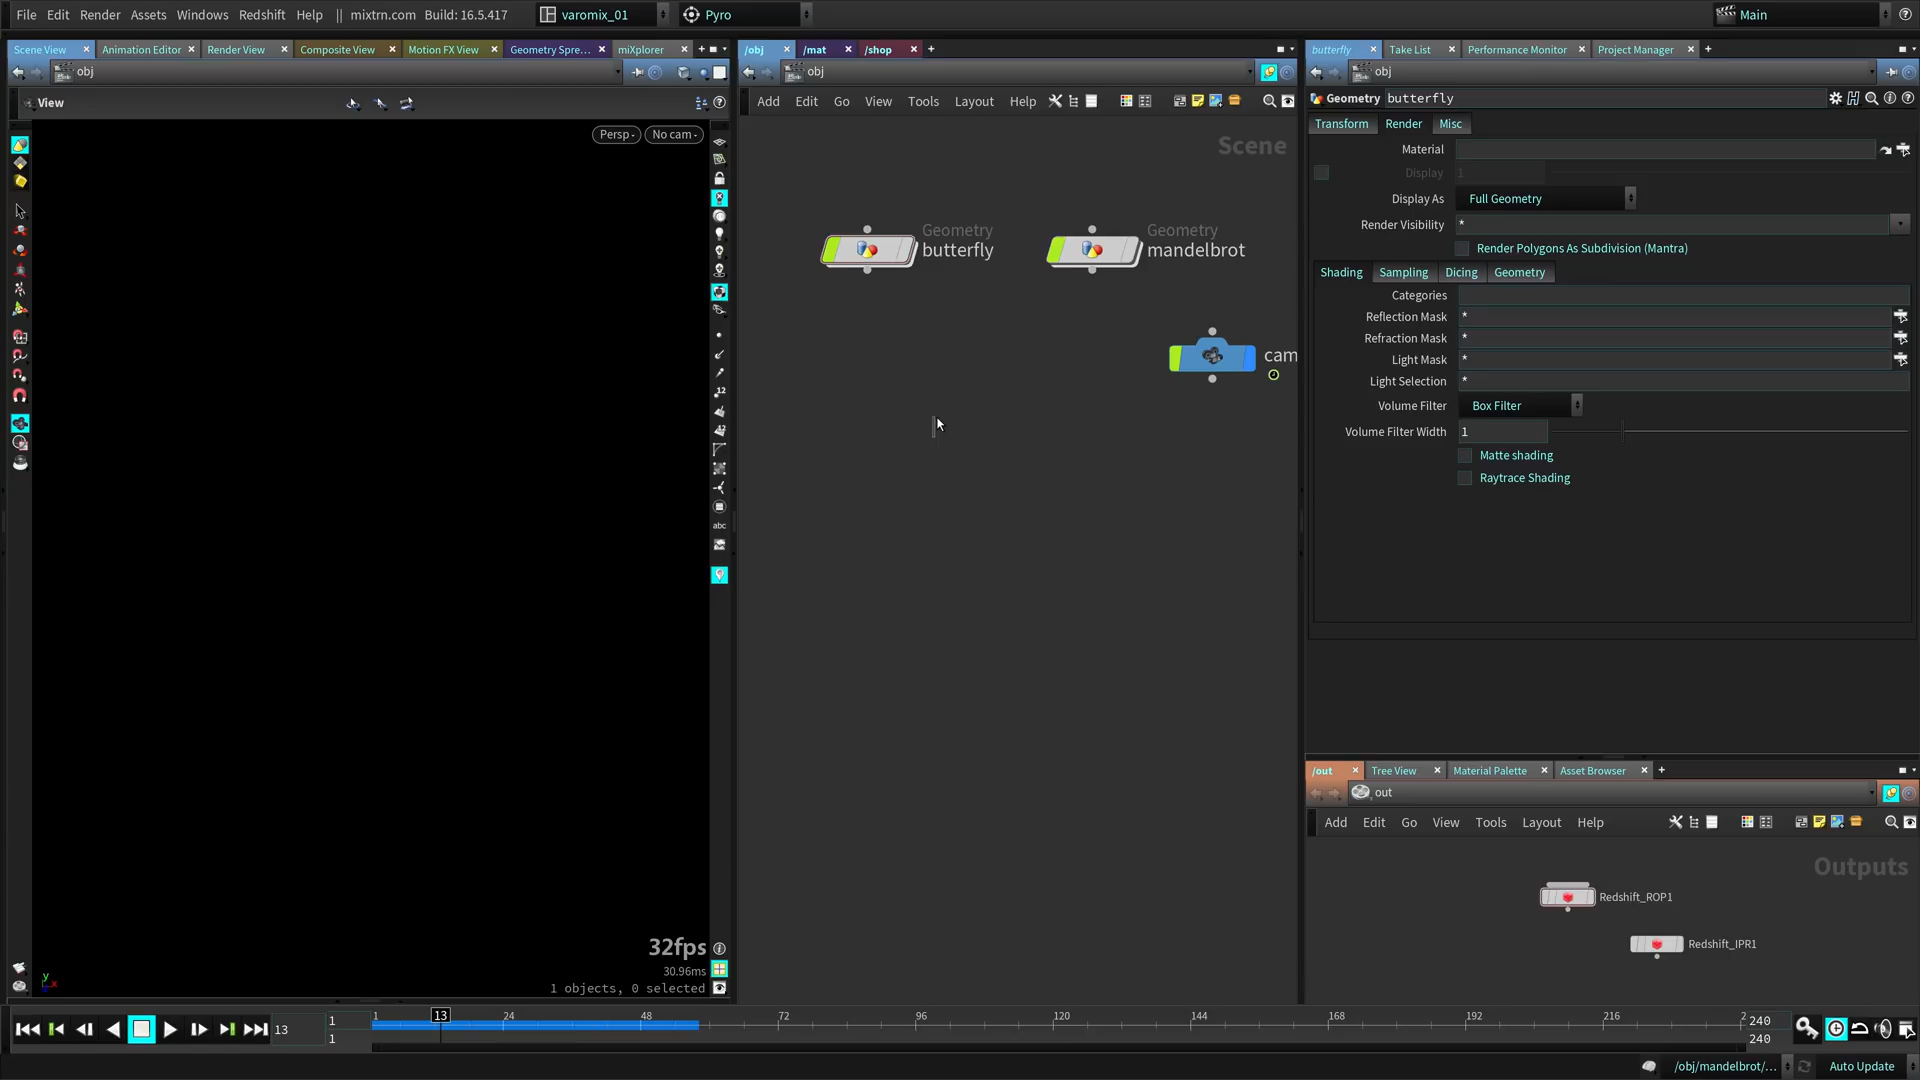 File Edit Render Assets Windows Redshift Help || mixtrn.com Build: 16.5.417 varomix_01 Pyro Main
Scene View Animation Editor Render View Composite View Motion FX View Geometry Spre... miXplorer
obj
View
Persp No cam
abc
12
32fps
30.96ms
1 objects, 0 selected
y
x
/obj /mat /shop
obj
Add Edit Go View Tools Layout Help
Scene
Geometry
butterfly
Geometry
mandelbrot
cam
butterfly Take List Performance Monitor Project Manager
obj
Geometry butterfly
Transform Render Misc
Material
Display 1
Display As Full Geometry
Render Visibility *
Render Polygons As Subdivision (Mantra)
Shading Sampling Dicing Geometry
Categories
Reflection Mask *
Refraction Mask *
Light Mask *
Light Selection *
Volume Filter Box Filter
Volume Filter Width 1
Matte shading
Raytrace Shading
/out Tree View Material Palette Asset Browser
out
Add Edit Go View Tools Layout Help
Outputs
Redshift_ROP1
Redshift_IPR1
13 1 1 13 24 48 72 96 120 144 168 192 216 2 240
1 240
/obj/mandelbrot/... Auto Update